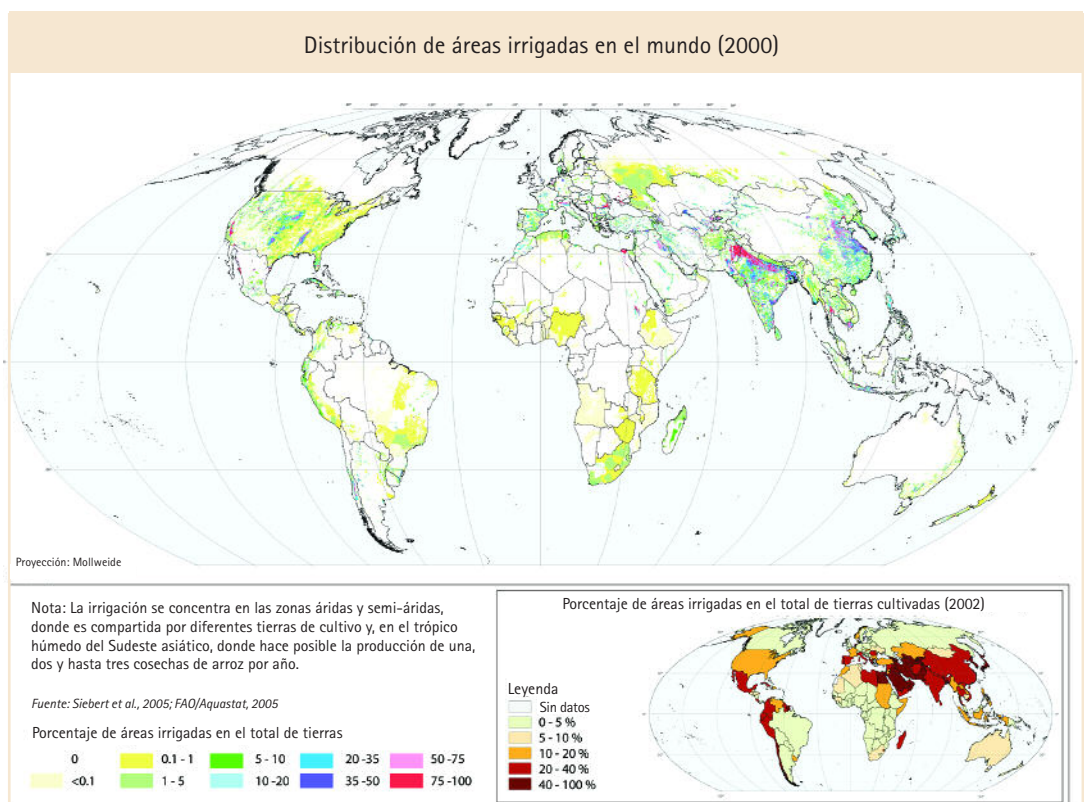 Distribución de áreas irrigadas en el mundo (2000)
Proyección: Mollweide
Nota: La irrigación se concentra en las zonas áridas y semi-áridas,
donde es compartida por diferentes tierras de cultivo y, en el trópico
húmedo del Sudeste asiático, donde hace posible la producción de una,
dos y hasta tres cosechas de arroz por año.
Fuente: Siebert et al., 2005; FAO/Aquastat, 2005
Porcentaje de áreas irrigadas en el total de tierras
0 0.1 - 1 5 - 10 20-35 50-75
<0.1 1 - 5 10 -20 35-50 75-100
Porcentaje de áreas irrigadas en el total de tierras cultivadas (2002)
Leyenda
Sin datos
0 - 5 %
5 - 10 %
10 - 20 %
20 - 40 %
40 - 100 %